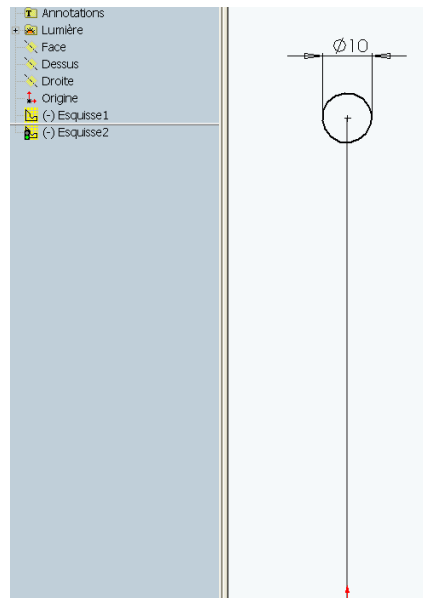 Annotations
Lumière
Face
Dessus
Droite
Origine
(-) Esquisse1
(-) Esquisse2
Ø10